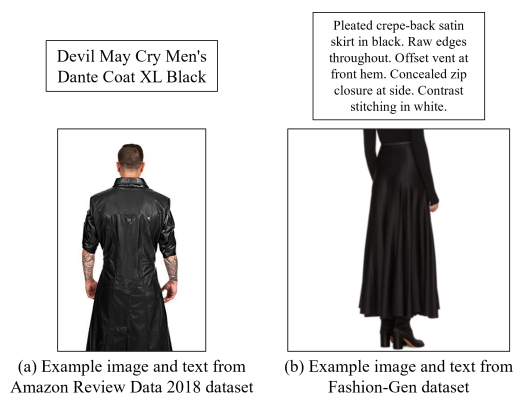 Devil May Cry Men's
Dante Coat XL Black
Pleated crepe-back satin
skirt in black. Raw edges
throughout. Offset vent at
front hem. Concealed zip
closure at side. Contrast
stitching in white.
(a) Example image and text from
Amazon Review Data 2018 dataset
(b) Example image and text from
Fashion-Gen dataset